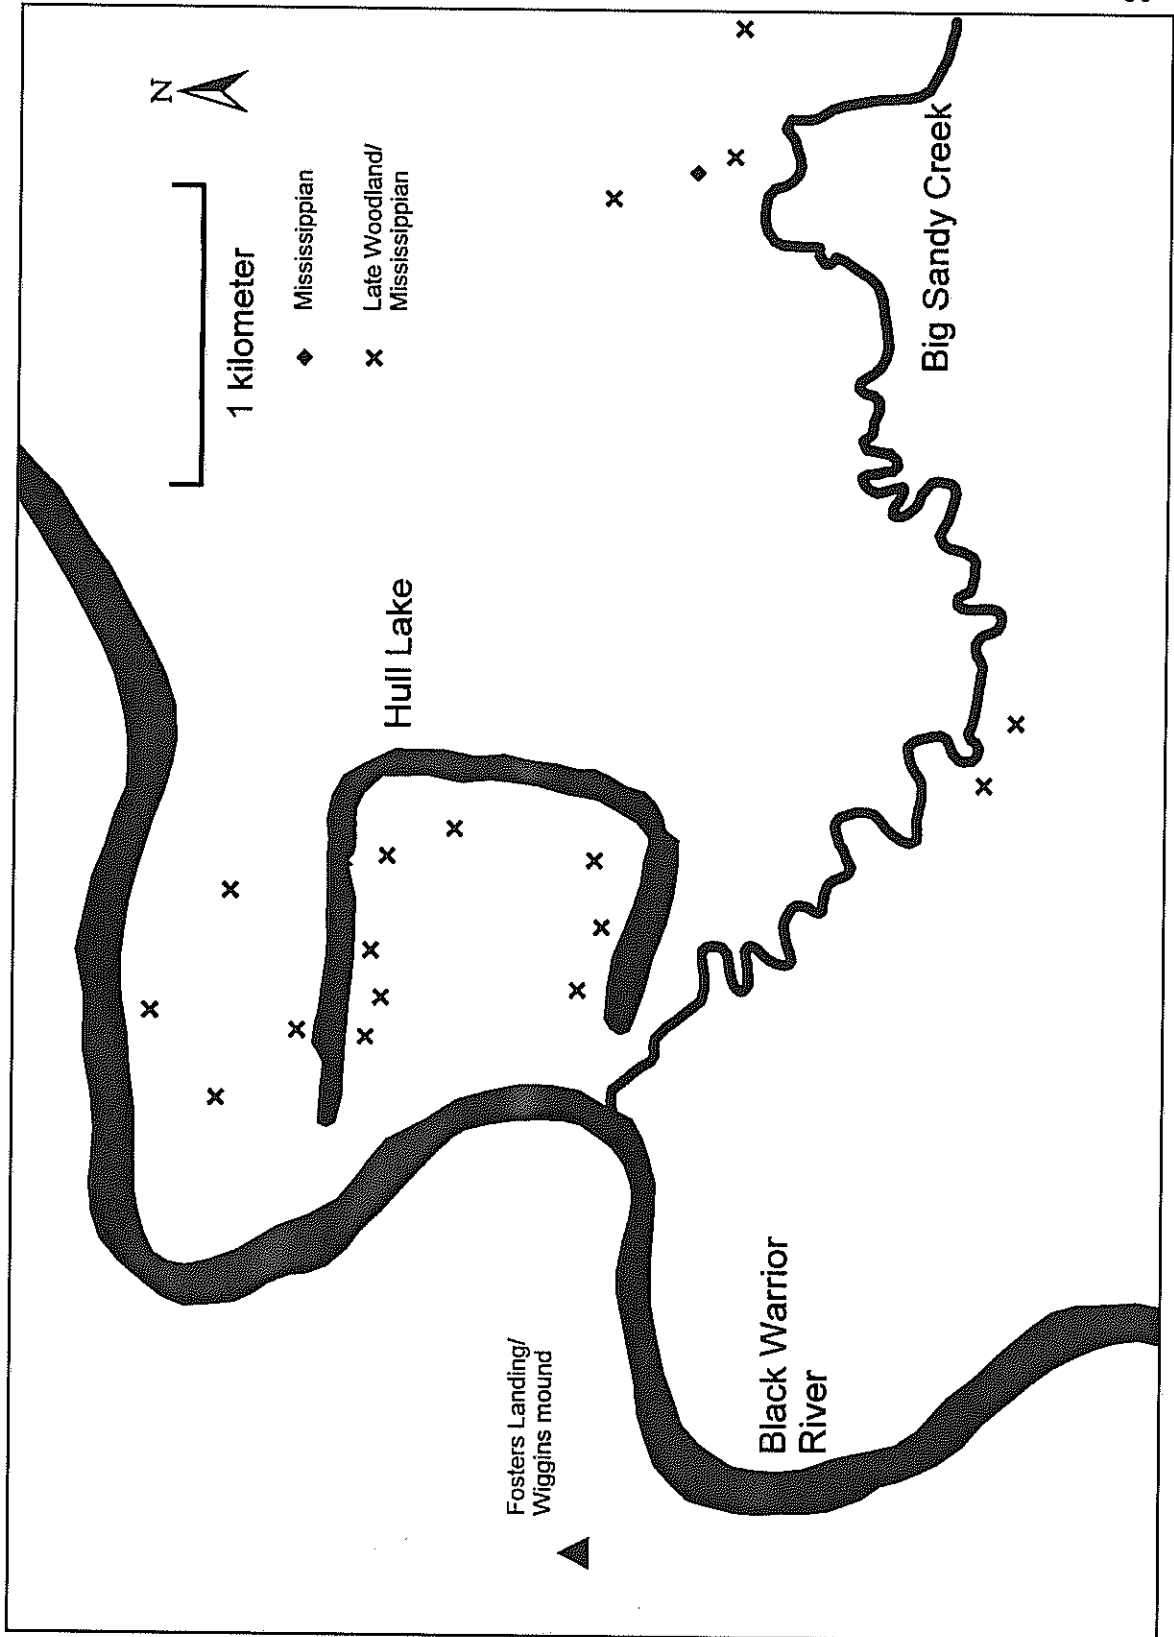 N
1 kilometer
Mississippian
Late Woodland/
Mississippian
Hull Lake
Big Sandy Creek
Fosters Landing/
Wiggins mound
Black Warrior
River